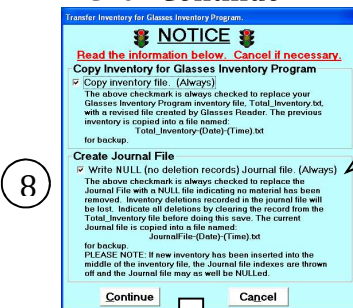 Transfer Inventory for Glasses Inventory Program.
NOTICE
Read the information below. Cancel if necessary.
Copy Inventory for Glasses Inventory Program
Copy inventory file. (Always)
The above checkmark is always checked to replace your
Glasses Inventory Program inventory file, Total_Inventory.txt,
with a revised file created by Glasses Reader. The previous
inventory is copied into a file named:
Total_Inventory-(Date)-(Time).txt
for backup.
Create Journal File
Write NULL (no deletion records) Journal file. (Always)
8
The above checkmark is always checked to replace the
Journal File with a NULL file indicating no material has been
removed. Inventory deletions recorded in the journal file will
be lost. Indicate all deletions by clearing the record from the
Total_Inventory file before doing this save. The current
Journal file is copied into a file named:
JournalFile-(Date)-(Time).txt
for backup.
PLEASE NOTE: If new inventory has been inserted into the
middle of the inventory file, the Journal file indexes are thrown
off and the Journal file may as well be NULLed.
Continue
Cancel